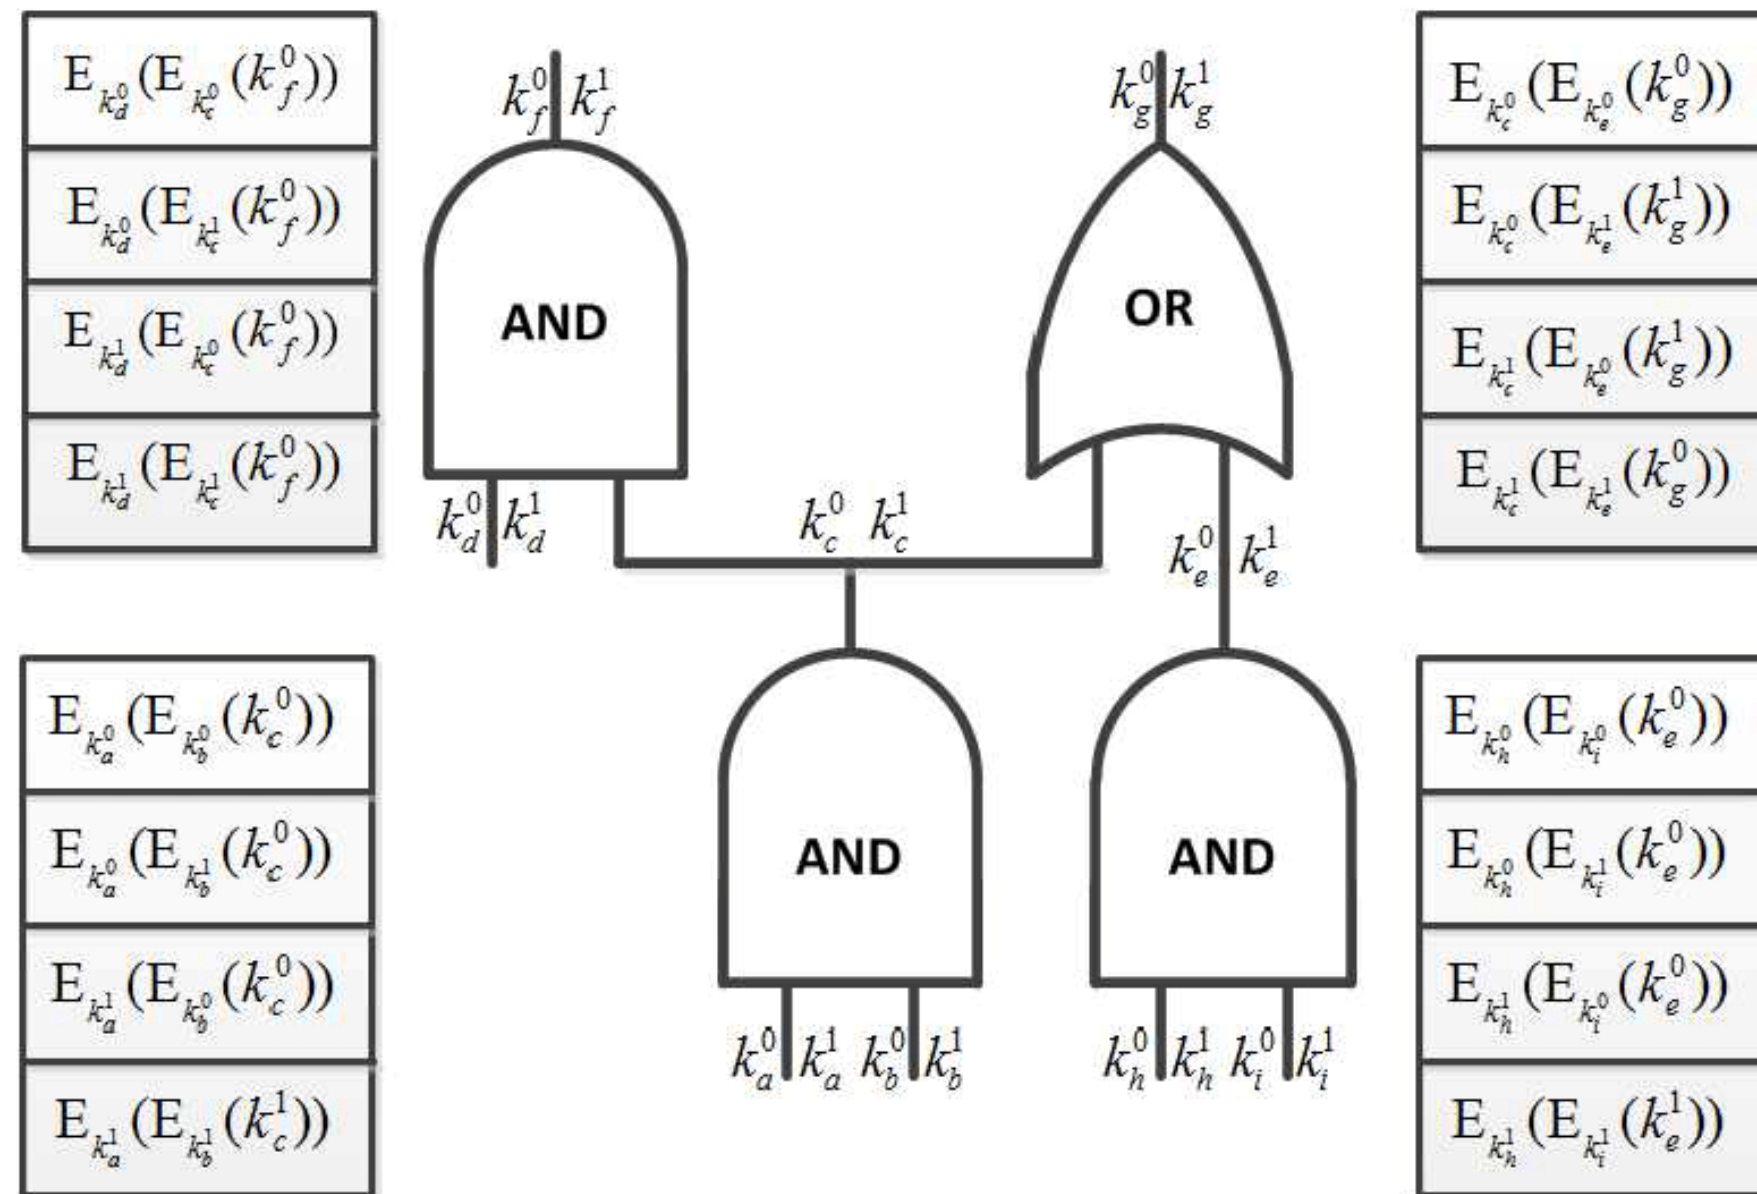 E_{k_d^0}(E_{k_c^0}(k_f^0))
E_{k_d^0}(E_{k_c^1}(k_f^0))
E_{k_d^1}(E_{k_c^0}(k_f^0))
E_{k_d^1}(E_{k_c^1}(k_f^0))
k_f^0 k_f^1
AND
k_d^0 k_d^1
k_g^0 k_g^1
OR
k_c^0 k_c^1
k_e^0 k_e^1
E_{k_c^0}(E_{k_e^0}(k_g^0))
E_{k_c^0}(E_{k_e^1}(k_g^1))
E_{k_c^1}(E_{k_e^0}(k_g^1))
E_{k_c^1}(E_{k_e^1}(k_g^0))
E_{k_a^0}(E_{k_b^0}(k_c^0))
E_{k_a^0}(E_{k_b^1}(k_c^0))
E_{k_a^1}(E_{k_b^0}(k_c^0))
E_{k_a^1}(E_{k_b^1}(k_c^1))
AND
k_a^0 k_a^1 k_b^0 k_b^1
AND
k_h^0 k_h^1 k_i^0 k_i^1
E_{k_h^0}(E_{k_i^0}(k_e^0))
E_{k_h^0}(E_{k_i^1}(k_e^0))
E_{k_h^1}(E_{k_i^0}(k_e^0))
E_{k_h^1}(E_{k_i^1}(k_e^1))